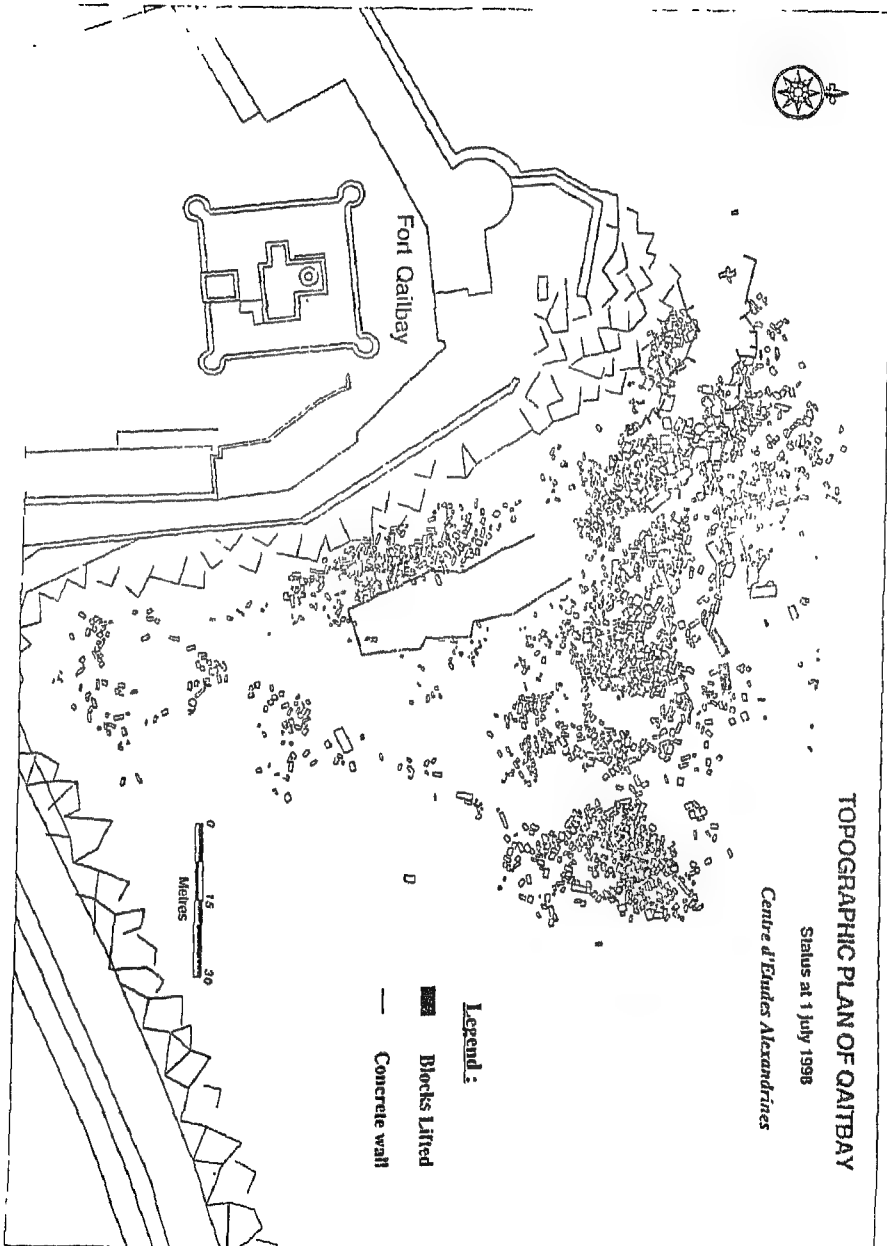 TOPOGRAPHIC PLAN OF QAITBAY
Status at 1 july 1998
Centre d'Etudes Alexandrines
Fort Qaitbay
Legend :
Blocks Lifted
Concrete wall
0 15 30
Metres